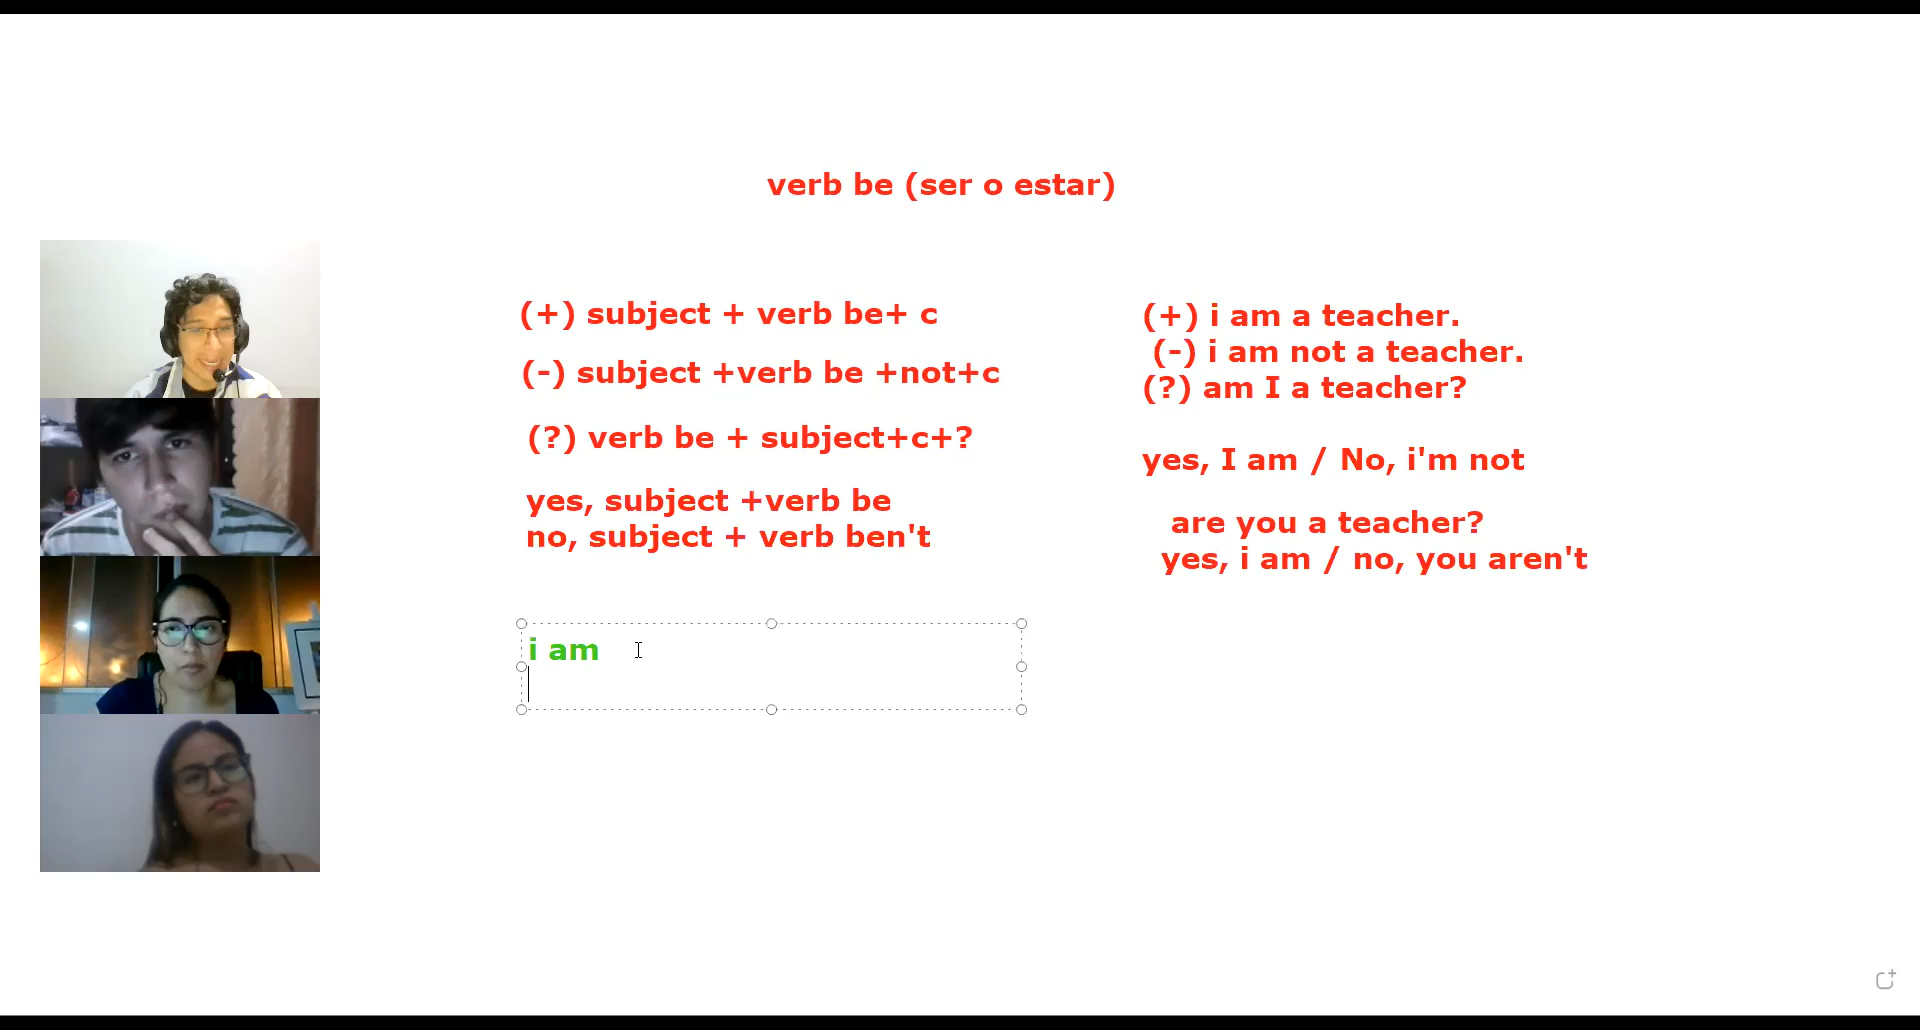 verb be (ser o estar)
(+) subject + verb be+ c
(-) subject +verb be +not+c
(?) verb be + subject+c+?
yes, subject +verb be
no, subject + verb ben't
i am
(+) i am a teacher.
(-) i am not a teacher.
(?) am I a teacher?
yes, I am / No, i'm not
are you a teacher?
yes, i am / no, you aren't